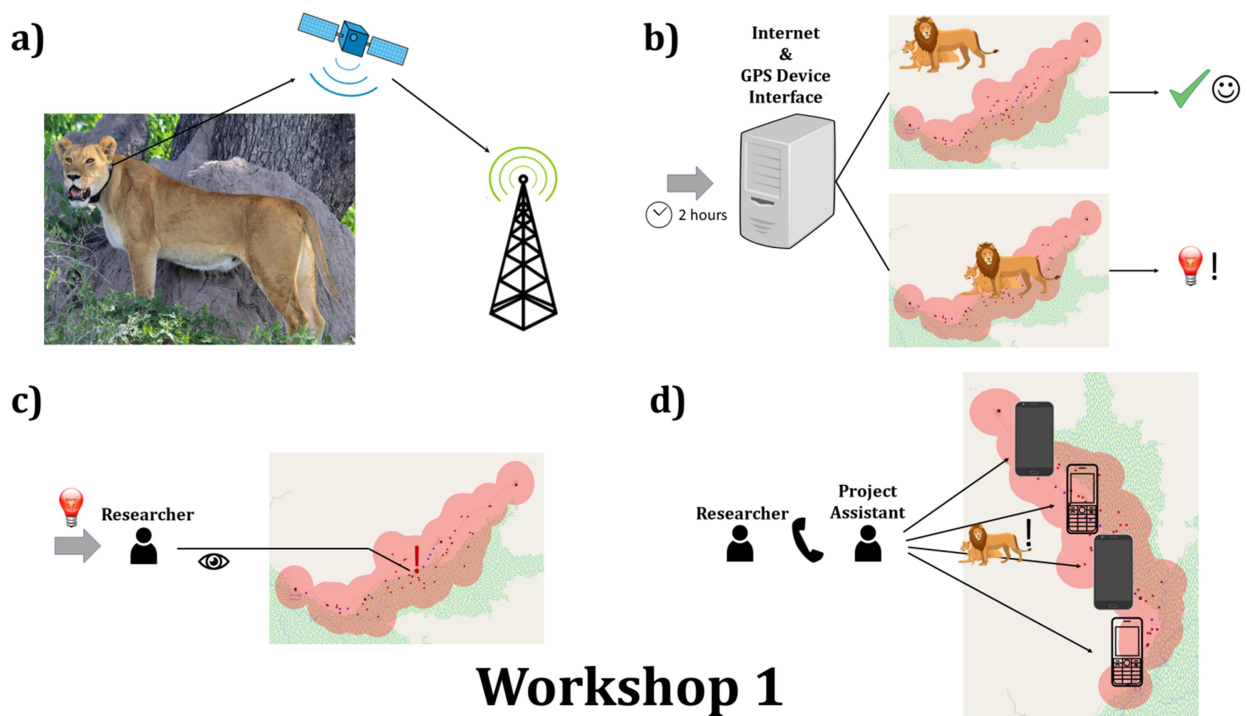 a)
b)
Internet
&
GPS Device
Interface
2 hours
!
c)
Researcher
!
d)
Researcher
Project
Assistant
!
Workshop 1